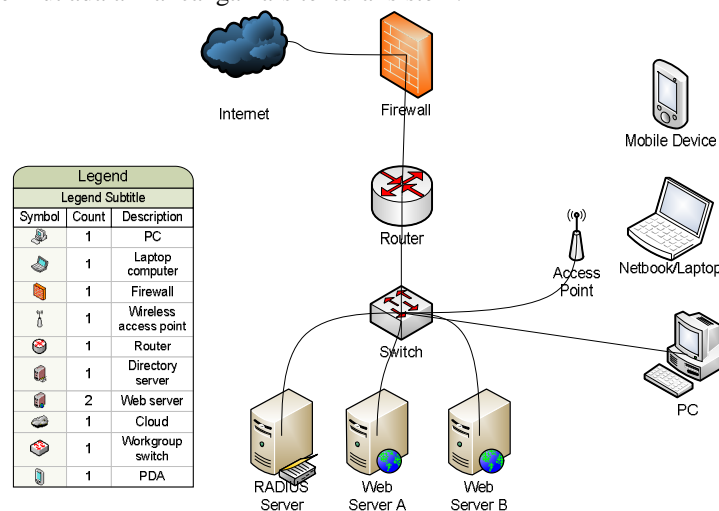 Internet
Firewall
Mobile Device
Router
Access
Point
Netbook/Laptop
Switch
PC
RADIUS
Server
Web
Server A
Web
Server B
Legend
Legend Subtitle
Symbol Count Description
1 PC
1 Laptop
computer
1 Firewall
1 Wireless
access point
1 Router
1 Directory
server
2 Web server
1 Cloud
1 Workgroup
switch
1 PDA